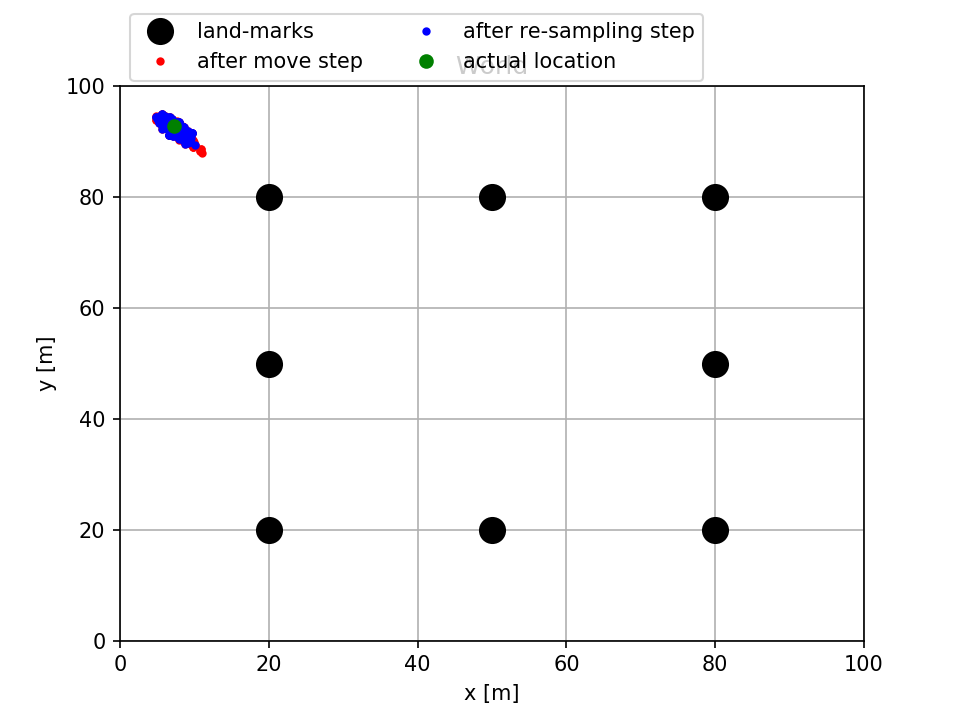 land-marks
after re-sampling step
after move step
actual location
World
100
80
60
40
20
0
y [m]
0 20 40 60 80 100
x [m]